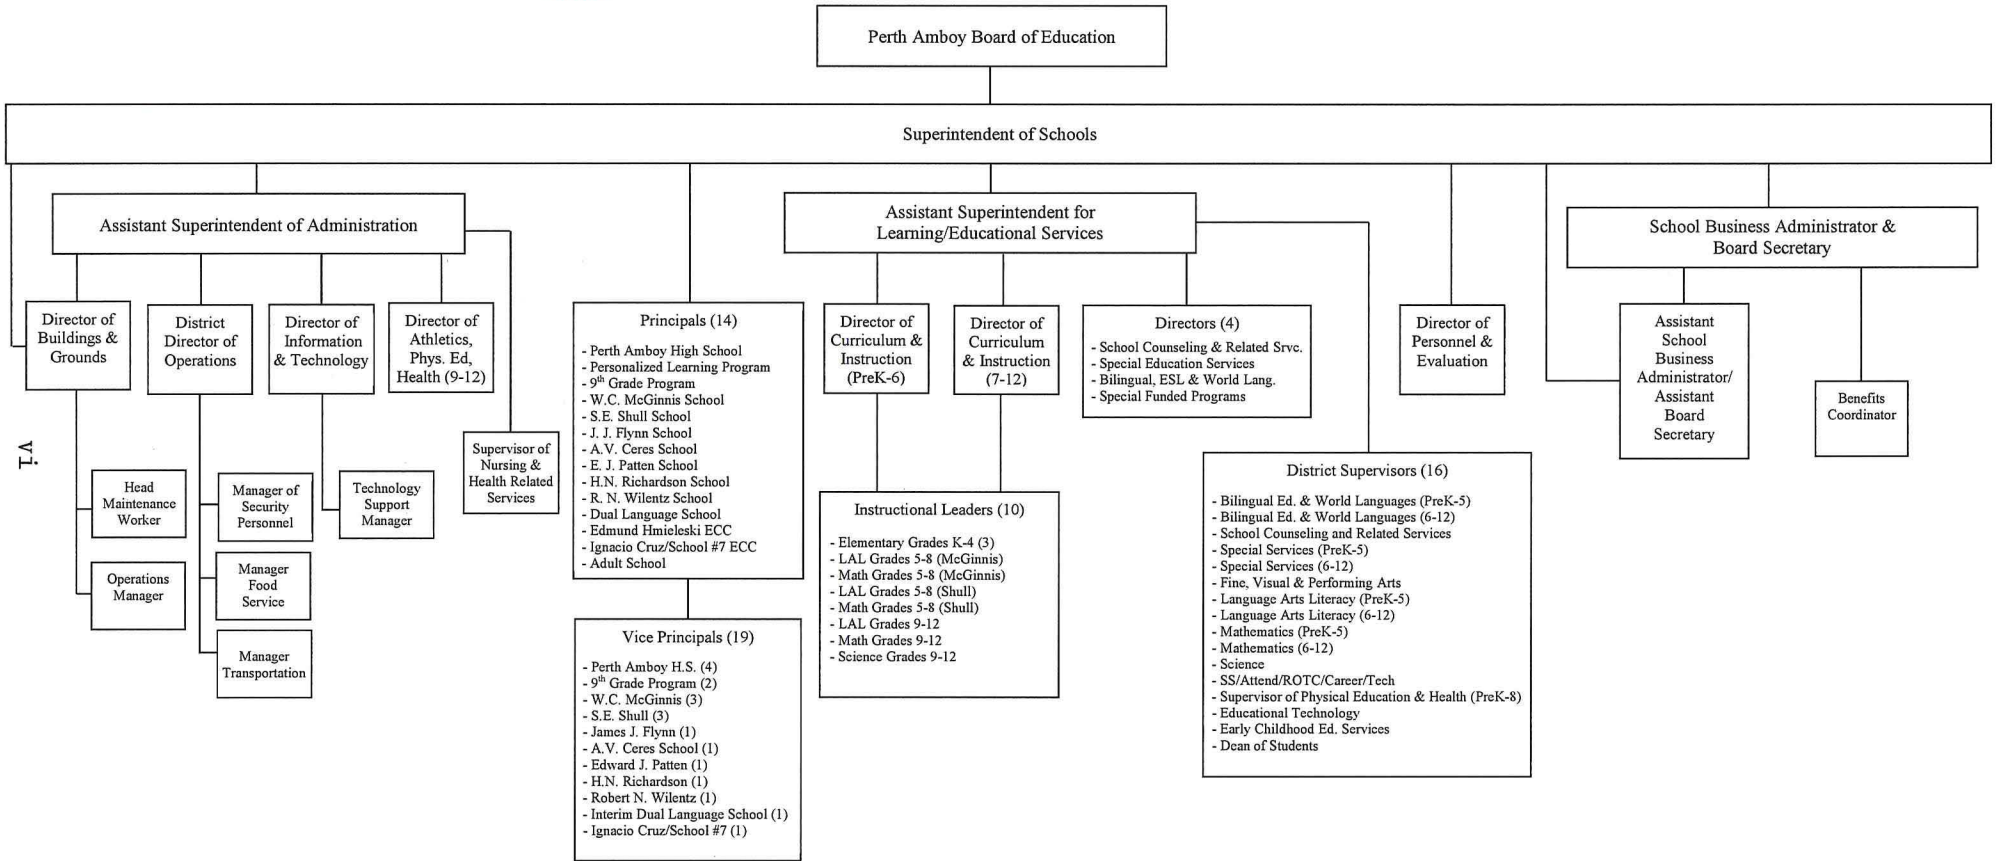 Perth Amboy Board of Education
Superintendent of Schools
Assistant Superintendent of Administration
Assistant Superintendent for
Learning/Educational Services
School Business Administrator &
Board Secretary
Director of
Buildings &
Grounds
District
Director of
Operations
Director of
Information
& Technology
Director of
Athletics,
Phys. Ed,
Health (9-12)
Supervisor of
Nursing &
Health Related
Services
Head
Maintenance
Worker
Operations
Manager
Manager of
Security
Personnel
Manager
Food
Service
Manager
Transportation
Technology
Support
Manager
Principals (14)
- Perth Amboy High School
- Personalized Learning Program
- 9th Grade Program
- W.C. McGinnis School
- S.E. Shull School
- J. J. Flynn School
- A.V. Ceres School
- E. J. Patten School
- H.N. Richardson School
- R. N. Wilentz School
- Dual Language School
- Edmund Hmieleski ECC
- Ignacio Cruz/School #7 ECC
- Adult School
Vice Principals (19)
- Perth Amboy H.S. (4)
- 9th Grade Program (2)
- W.C. McGinnis (3)
- S.E. Shull (3)
- James J. Flynn (1)
- A.V. Ceres School (1)
- Edward J. Patten (1)
- H.N. Richardson (1)
- Robert N. Wilentz (1)
- Interim Dual Language School (1)
- Ignacio Cruz/School #7 (1)
Director of
Curriculum &
Instruction
(PreK-6)
Director of
Curriculum
& Instruction
(7-12)
Directors (4)
- School Counseling & Related Srvc.
- Special Education Services
- Bilingual, ESL & World Lang.
- Special Funded Programs
Instructional Leaders (10)
- Elementary Grades K-4 (3)
- LAL Grades 5-8 (McGinnis)
- Math Grades 5-8 (McGinnis)
- LAL Grades 5-8 (Shull)
- Math Grades 5-8 (Shull)
- LAL Grades 9-12
- Math Grades 9-12
- Science Grades 9-12
District Supervisors (16)
- Bilingual Ed. & World Languages (PreK-5)
- Bilingual Ed. & World Languages (6-12)
- School Counseling and Related Services
- Special Services (PreK-5)
- Special Services (6-12)
- Fine, Visual & Performing Arts
- Language Arts Literacy (PreK-5)
- Language Arts Literacy (6-12)
- Mathematics (PreK-5)
- Mathematics (6-12)
- Science
- SS/Attend/ROTC/Career/Tech
- Supervisor of Physical Education & Health (PreK-8)
- Educational Technology
- Early Childhood Ed. Services
- Dean of Students
Director of
Personnel &
Evaluation
Assistant
School
Business
Administrator/
Assistant
Board
Secretary
Benefits
Coordinator
vi